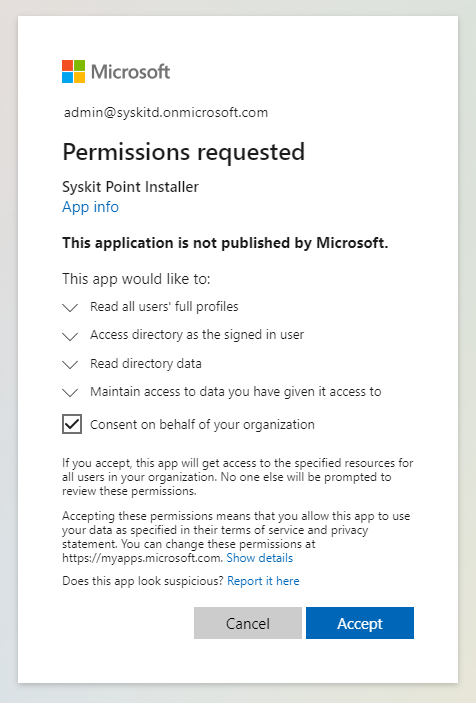 Microsoft
admin@syskitd.onmicrosoft.com
Permissions requested
Syskit Point Installer
App info
This application is not published by Microsoft.
This app would like to:
Read all users' full profiles
Access directory as the signed in user
Read directory data
Maintain access to data you have given it access to
Consent on behalf of your organization
If you accept, this app will get access to the specified resources for
all users in your organization. No one else will be prompted to
review these permissions.
Accepting these permissions means that you allow this app to use
your data as specified in their terms of service and privacy
statement. You can change these permissions at
https://myapps.microsoft.com. Show details
Does this app look suspicious? Report it here
Cancel Accept